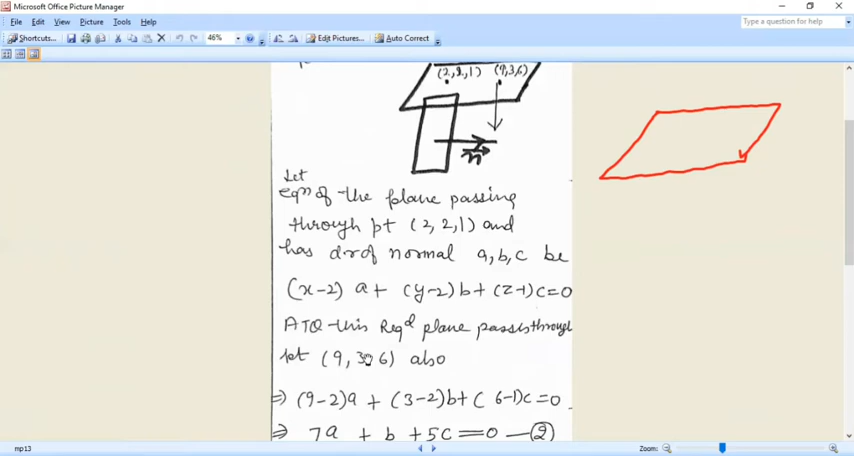 Microsoft Office Picture Manager
File Edit View Picture Tools Help
Type a question for help
Shortcuts... 46% Edit Pictures... Auto Correct
(2,2,1) (9,3,6)
n
Let
eqn of the plane passing
through pt (2, 2, 1) and
has d.r of normal a, b, c be
(x-2) a + (y-2) b + (z-1) c = 0
ATQ this Reqd plane passes through
pt (9, 3, 6) also
⇒ (9-2)a + (3-2)b + (6-1)c = 0
⇒ 7a + b + 5c = 0 — (2)
mp13
Zoom: